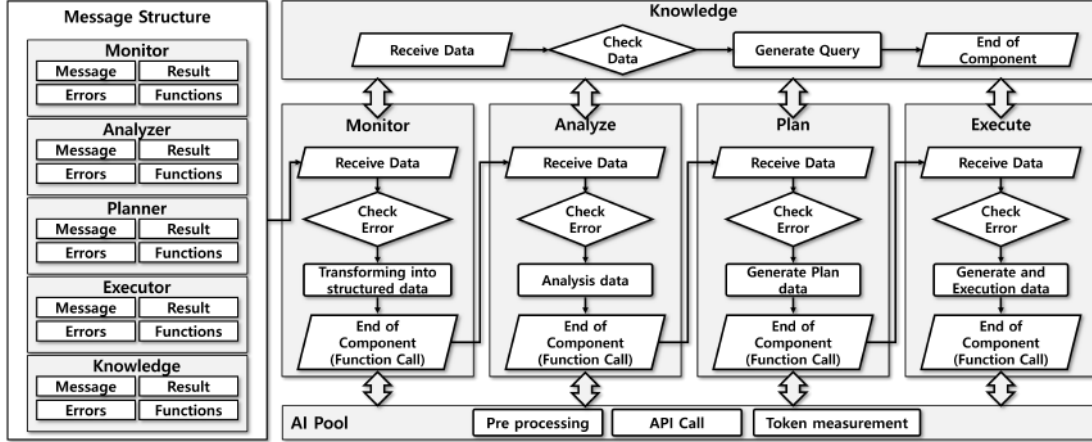 Message Structure
Monitor
Message Result
Errors Functions
Analyzer
Message Result
Errors Functions
Planner
Message Result
Errors Functions
Executor
Message Result
Errors Functions
Knowledge
Message Result
Errors Functions
Knowledge
Receive Data
Check
Data
Generate Query
End of
Component
Monitor
Receive Data
Check
Error
Transforming into
structured data
End of
Component
(Function Call)
Analyze
Receive Data
Check
Error
Analysis data
End of
Component
(Function Call)
Plan
Receive Data
Check
Error
Generate Plan
data
End of
Component
(Function Call)
Execute
Receive Data
Check
Error
Generate and
Execution data
End of
Component
(Function Call)
AI Pool
Pre processing
API Call
Token measurement